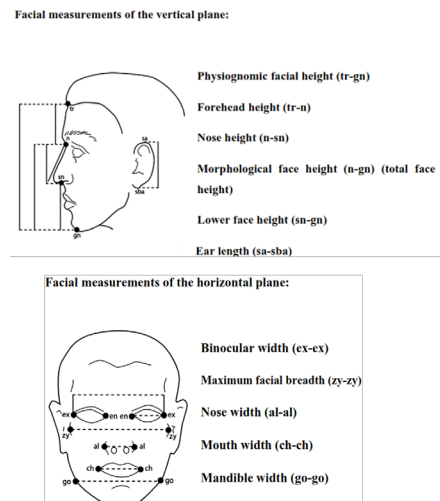 Facial measurements of the vertical plane:
Physiognomic facial height (tr-gn)
tr
Forehead height (tr-n)
n
sa
Nose height (n-sn)
sn
Morphological face height (n-gn) (total face
height)
sba
Lower face height (sn-gn)
gn
Ear length (sa-sba)
Facial measurements of the horizontal plane:
Binocular width (ex-ex)
Maximum facial breadth (zy-zy)
ex en en ex
Nose width (al-al)
zy zy
al al
Mouth width (ch-ch)
ch ch
Mandible width (go-go)
go go